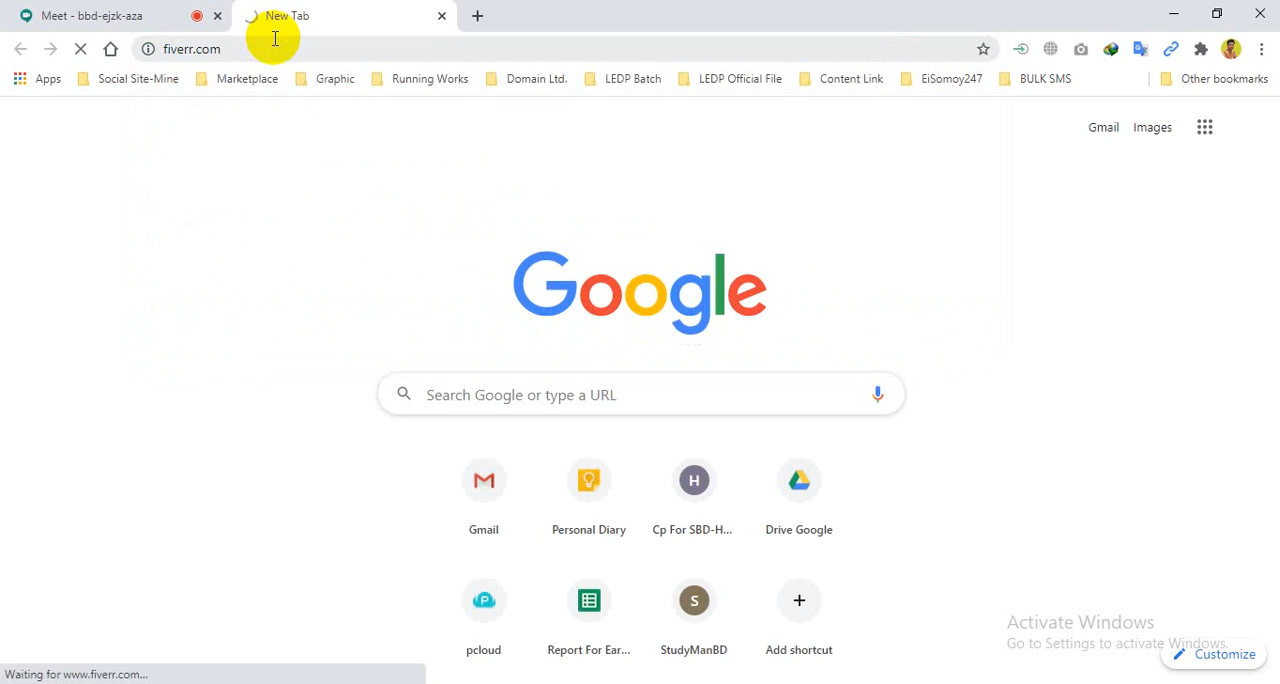 Meet - bbd-ejzk-aza
New Tab
fiverr.com
Apps
Social Site-Mine
Marketplace
Graphic
Running Works
Domain Ltd.
LEDP Batch
LEDP Official File
Content Link
EiSomoy247
BULK SMS
Other bookmarks
Gmail
Images
Google
Search Google or type a URL
Gmail
Personal Diary
H
Cp For SBD-H...
Drive Google
P
pcloud
Report For Ear...
S
StudyManBD
Add shortcut
Activate Windows
Go to Settings to activate Windows.
Customize
Waiting for www.fiverr.com...